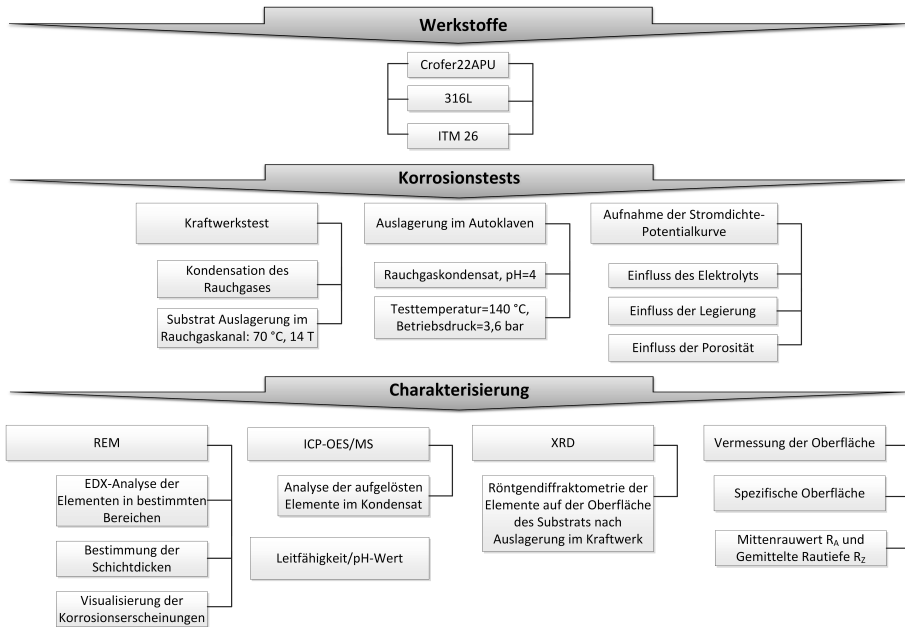 Werkstoffe
Crofer22APU
316L
ITM 26
Korrosionstests
Kraftwerkstest
Kondensation des
Rauchgases
Substrat Auslagerung im
Rauchgaskanal: 70 °C, 14 T
Auslagerung im Autoklaven
Rauchgaskondensat, pH=4
Testtemperatur=140 °C,
Betriebsdruck=3,6 bar
Aufnahme der Stromdichte-
Potentialkurve
Einfluss des Elektrolyts
Einfluss der Legierung
Einfluss der Porosität
Charakterisierung
REM
EDX-Analyse der
Elementen in bestimmten
Bereichen
Bestimmung der
Schichtdicken
Visualisierung der
Korrosionserscheinungen
ICP-OES/MS
Analyse der aufgelösten
Elemente im Kondensat
Leitfähigkeit/pH-Wert
XRD
Röntgendiffraktometrie der
Elemente auf der Oberfläche
des Substrats nach
Auslagerung im Kraftwerk
Vermessung der Oberfläche
Spezifische Oberfläche
Mittenrauwert R_A und
Gemittelte Rautiefe R_Z